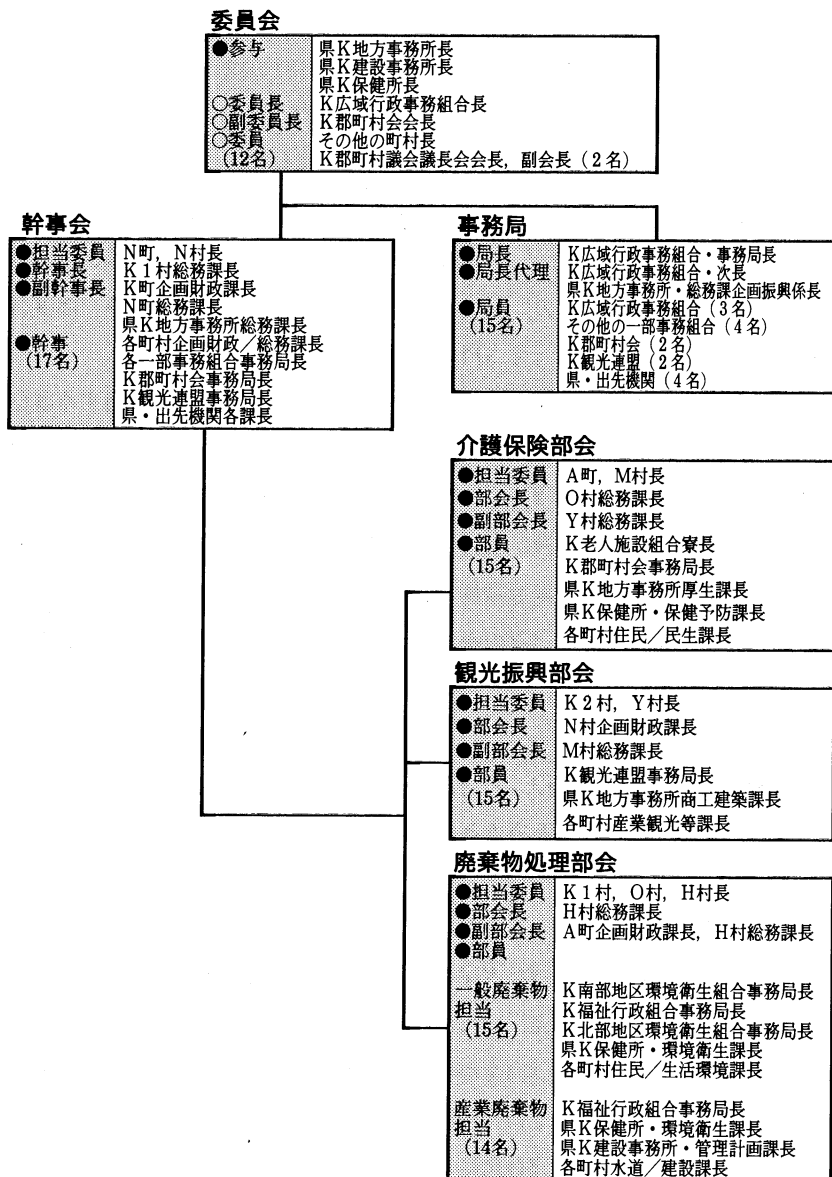 委員会
●参与 県K地方事務所長
県K建設事務所長
県K保健所長
○委員長 K広域行政事務組合長
○副委員長 K郡町村会会長
○委員 その他の町村長
(12名) K郡町村議会議長会会長，副会長（2名）
幹事会
●担当委員 N町，N村長
●幹事長 K1村総務課長
●副幹事長 K町企画財政課長
N町総務課長
県K地方事務所総務課長
●幹事 各町村企画財政／総務課長
(17名) 各一部事務組合事務局長
K郡町村会事務局長
K観光連盟事務局長
県・出先機関各課長
事務局
●局長 K広域行政事務組合・事務局長
●局長代理 K広域行政事務組合・次長
県K地方事務所・総務課企画振興係長
●局員 K広域行政事務組合（3名）
(15名) その他の一部事務組合（4名）
K郡町村会（2名）
K観光連盟（2名）
県・出先機関（4名）
介護保険部会
●担当委員 A町，M村長
●部会長 O村総務課長
●副部会長 Y村総務課長
●部員 K老人施設組合寮長
(15名) K郡町村会事務局長
県K地方事務所厚生課長
県K保健所・保健予防課長
各町村住民／民生課長
観光振興部会
●担当委員 K2村，Y村長
●部会長 N村企画財政課長
●副部会長 M村総務課長
●部員 K観光連盟事務局長
(15名) 県K地方事務所商工建築課長
各町村産業観光等課長
廃棄物処理部会
●担当委員 K1村，O村，H村長
●部会長 H村総務課長
●副部会長 A町企画財政課長，H村総務課長
●部員
一般廃棄物 K南部地区環境衛生組合事務局長
担当 K福祉行政組合事務局長
(15名) K北部地区環境衛生組合事務局長
県K保健所・環境衛生課長
各町村住民／生活環境課長
産業廃棄物 K福祉行政組合事務局長
担当 県K保健所・環境衛生課長
(14名) 県K建設事務所・管理計画課長
各町村水道／建設課長